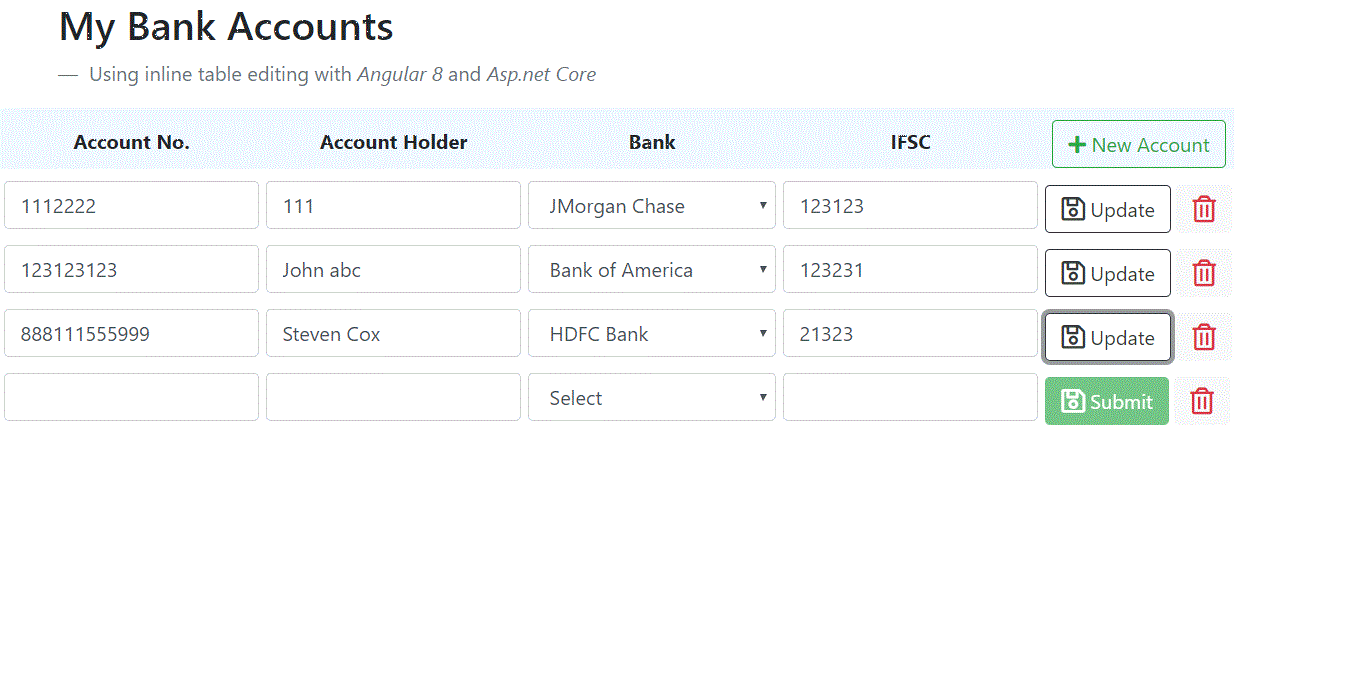 My Bank Accounts
— Using inline table editing with Angular 8 and Asp.net Core
Account No. Account Holder Bank IFSC + New Account
1112222 111 JMorgan Chase 123123 Update
123123123 John abc Bank of America 123231 Update
888111555999 Steven Cox HDFC Bank 21323 Update
Select Submit